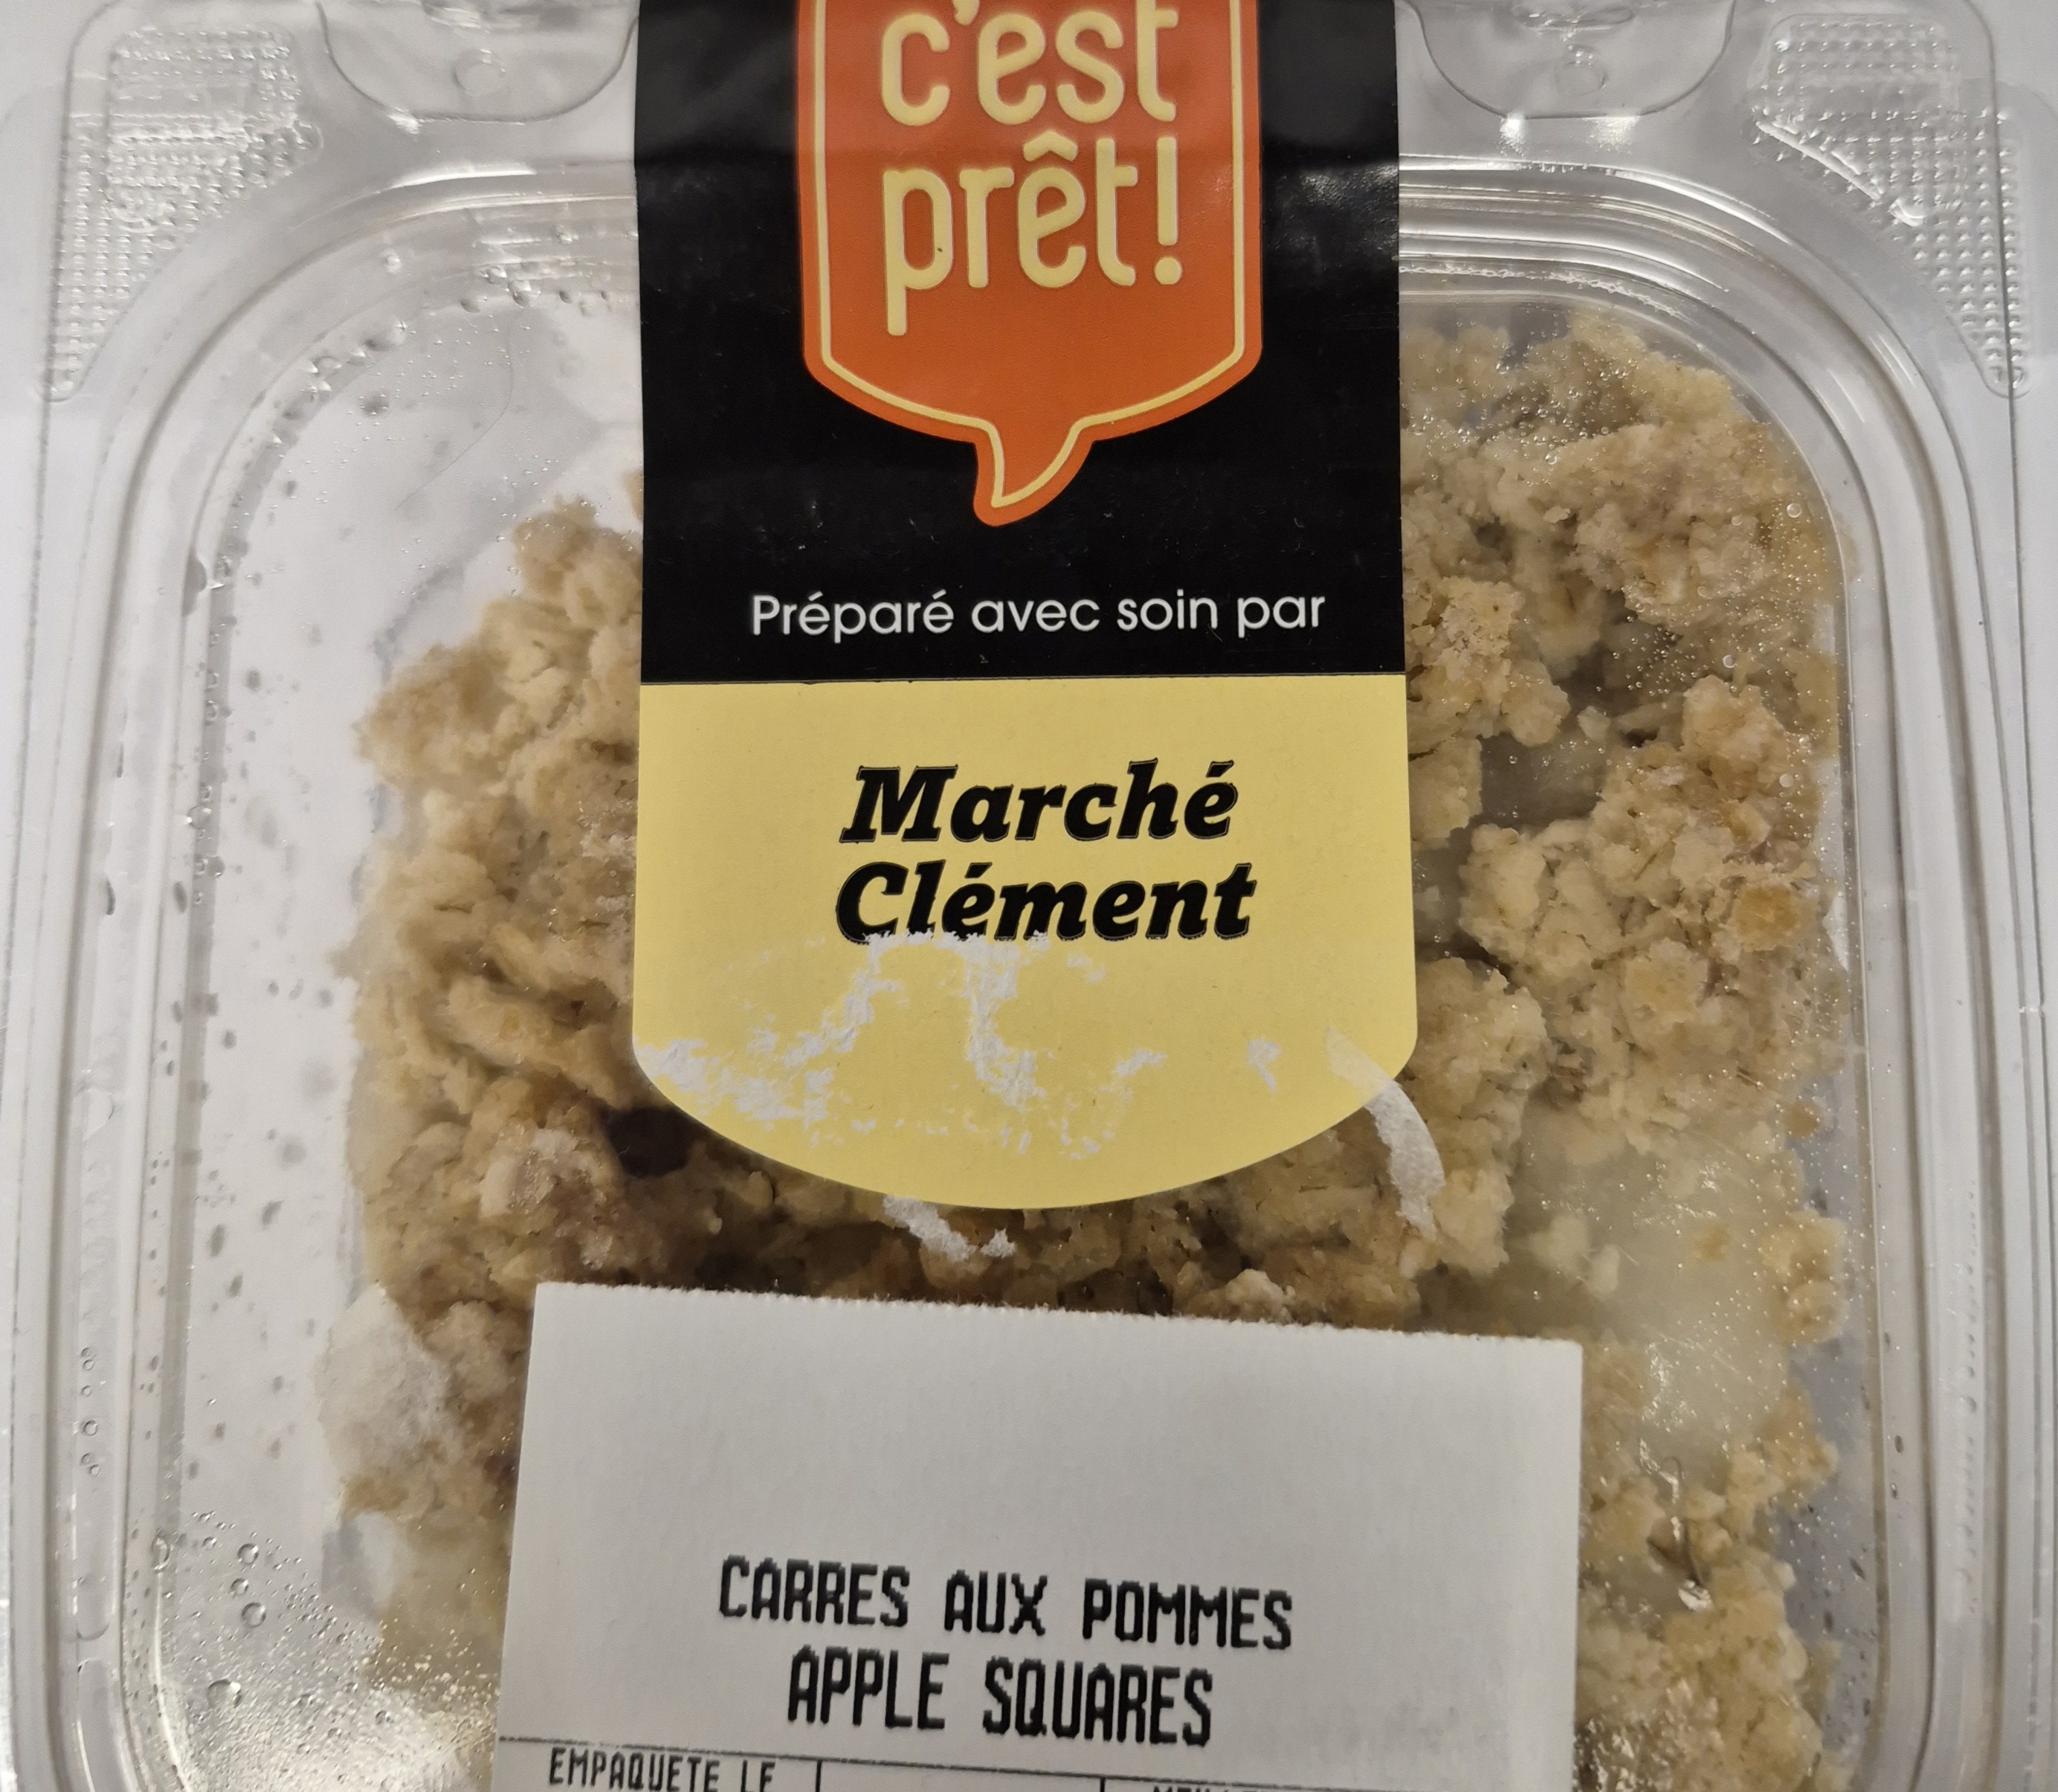 c'est
prêt!
Préparé avec soin par
Marché
Clément
CARRES AUX POMMES
APPLE SQUARES
EMPAQUETE LE